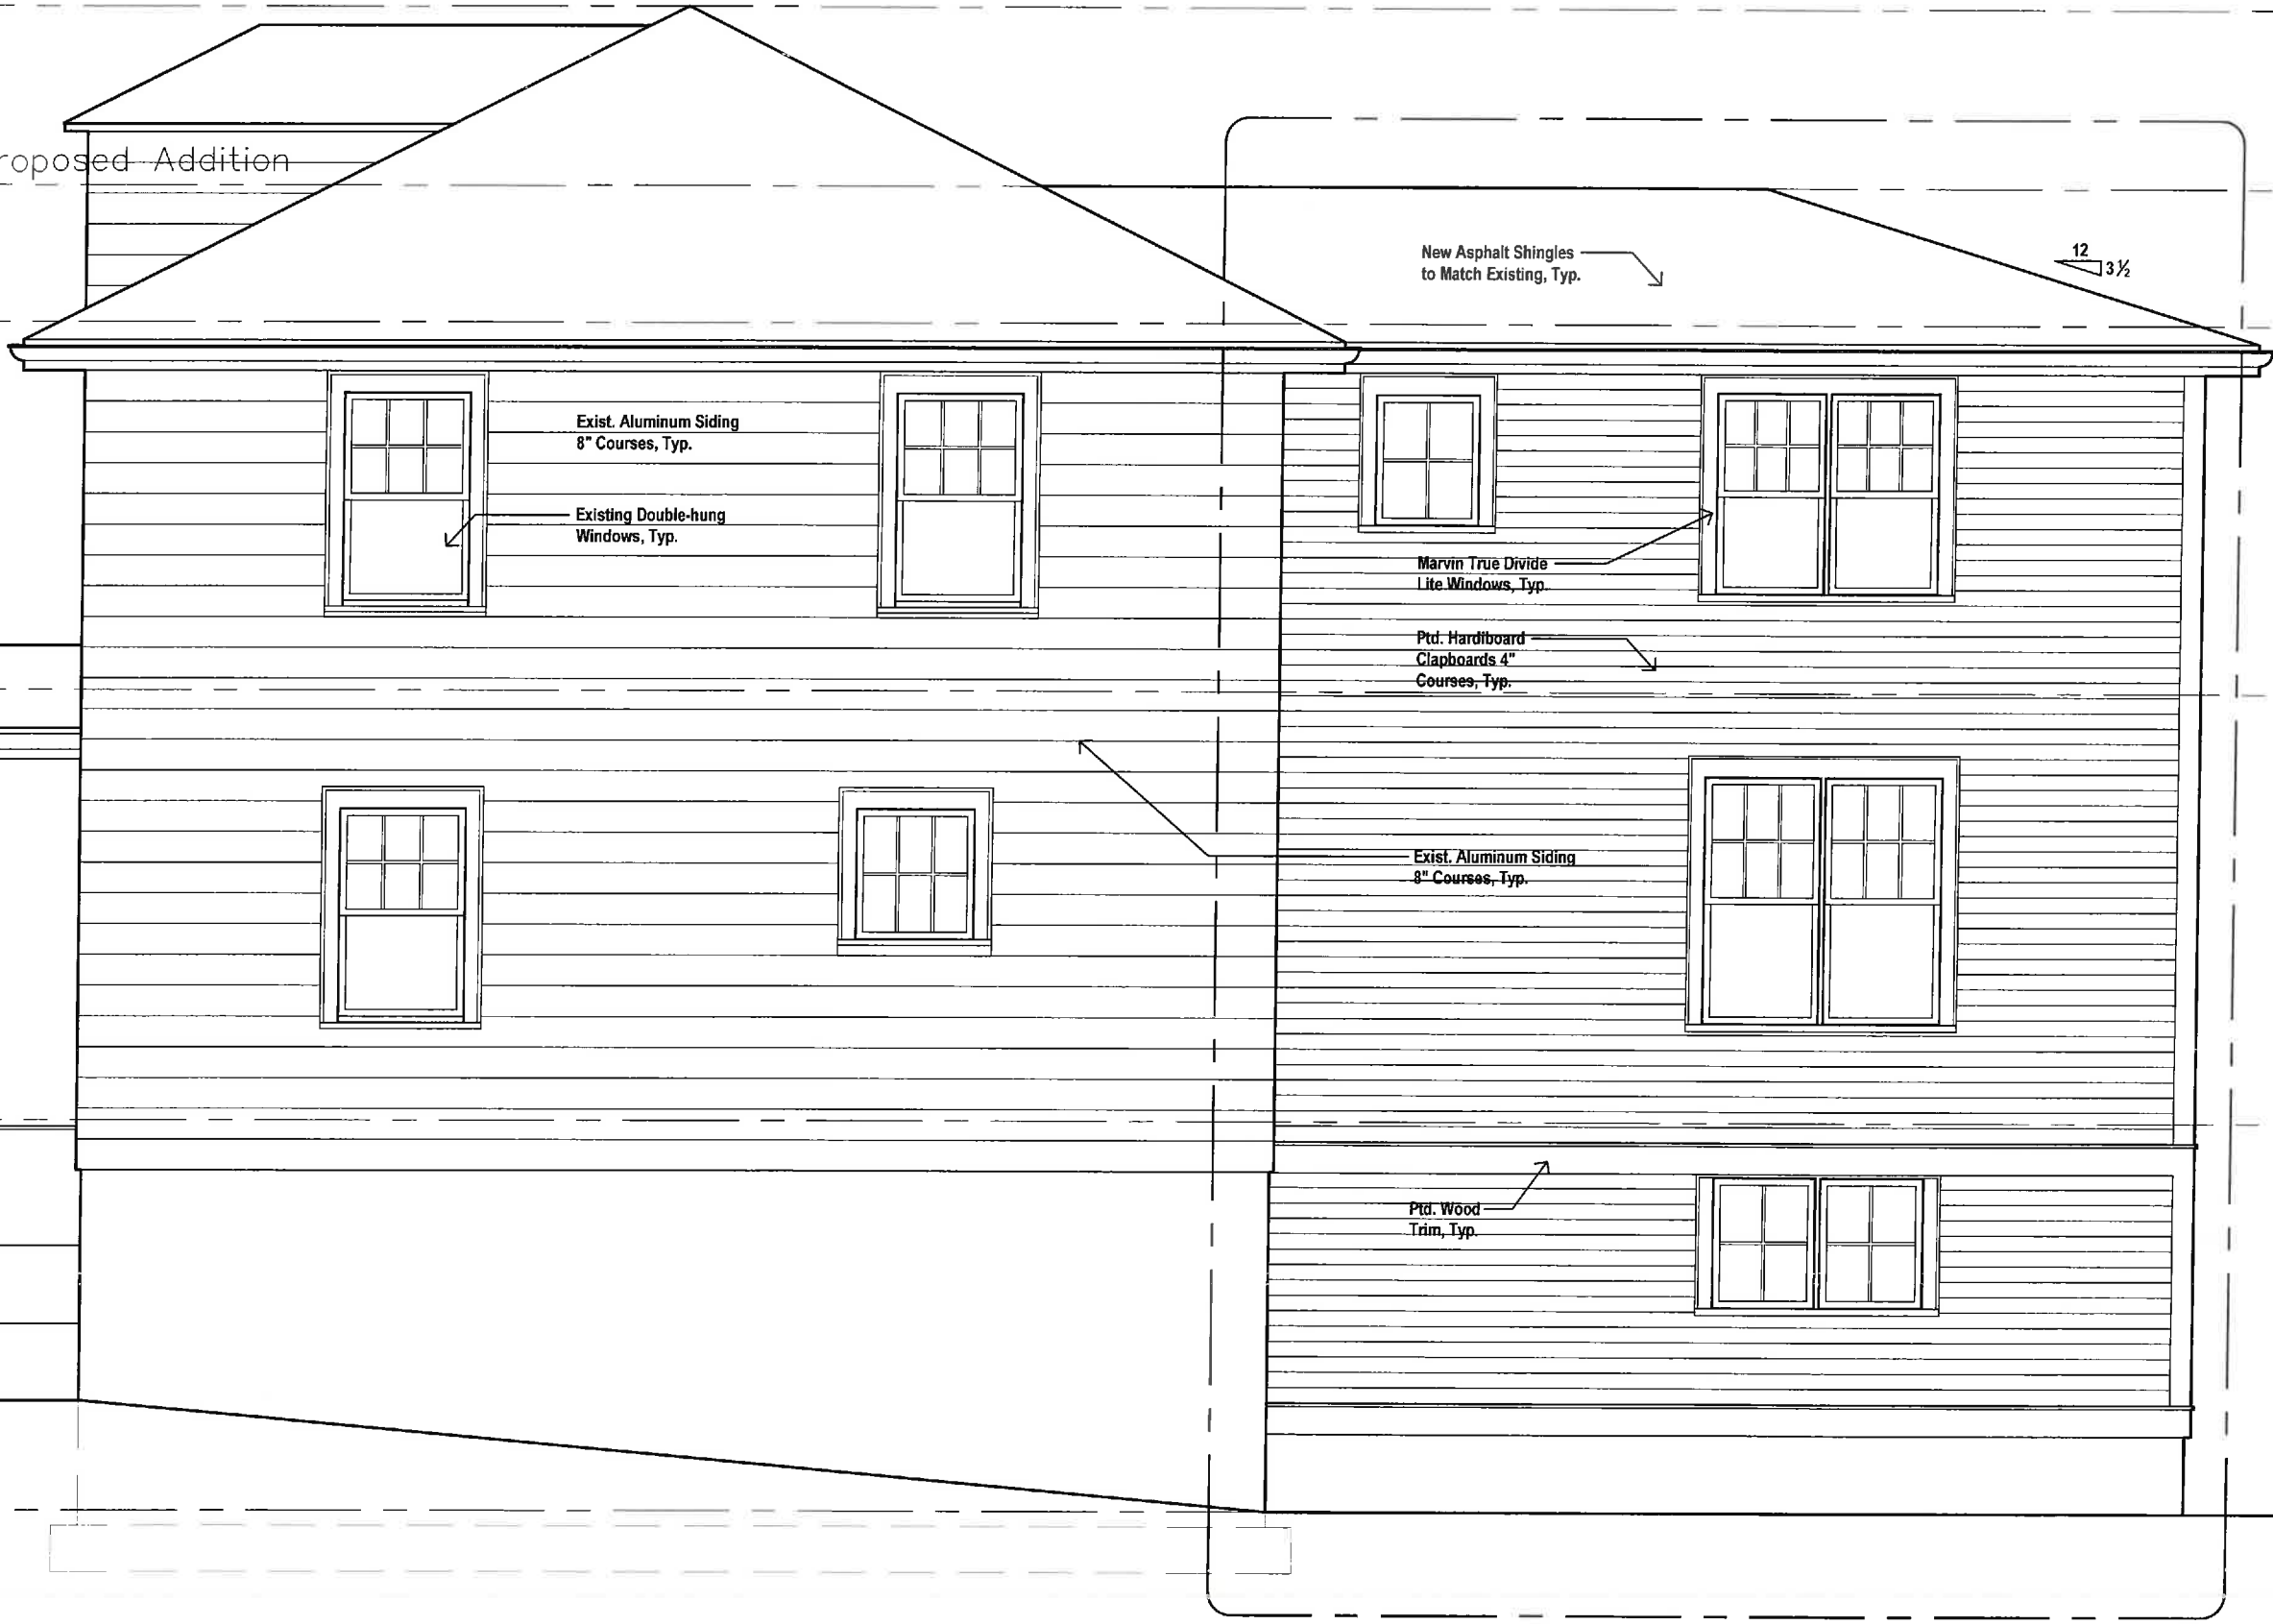 roposed Addition
New Asphalt Shingles
to Match Existing, Typ.
12
3½
Exist. Aluminum Siding
8" Courses, Typ.
Existing Double-hung
Windows, Typ.
Marvin True Divide
Lite Windows, Typ.
Ptd. Hardiboard
Clapboards 4"
Courses, Typ.
Exist. Aluminum Siding
8" Courses, Typ.
Ptd. Wood
Trim, Typ.